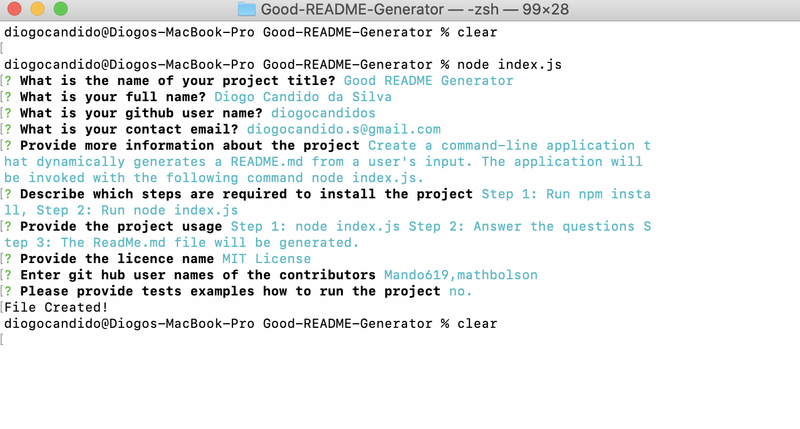 Good-README-Generator — -zsh — 99×28
diogocandido@Diogos-MacBook-Pro Good-README-Generator % clear
[
diogocandido@Diogos-MacBook-Pro Good-README-Generator % node index.js
[? What is the name of your project title? Good README Generator
[? What is your full name? Diogo Candido da Silva
[? What is your github user name? diogocandidos
[? What is your contact email? diogocandido.s@gmail.com
[? Provide more information about the project Create a command-line application t
hat dynamically generates a README.md from a user's input. The application will
be invoked with the following command node index.js.
[? Describe which steps are required to install the project Step 1: Run npm insta
ll, Step 2: Run node index.js
[? Provide the project usage Step 1: node index.js Step 2: Answer the questions S
tep 3: The ReadMe.md file will be generated.
[? Provide the licence name MIT License
[? Enter git hub user names of the contributors Mando619,mathbolson
[? Please provide tests examples how to run the project no.
[File Created!
diogocandido@Diogos-MacBook-Pro Good-README-Generator % clear
[